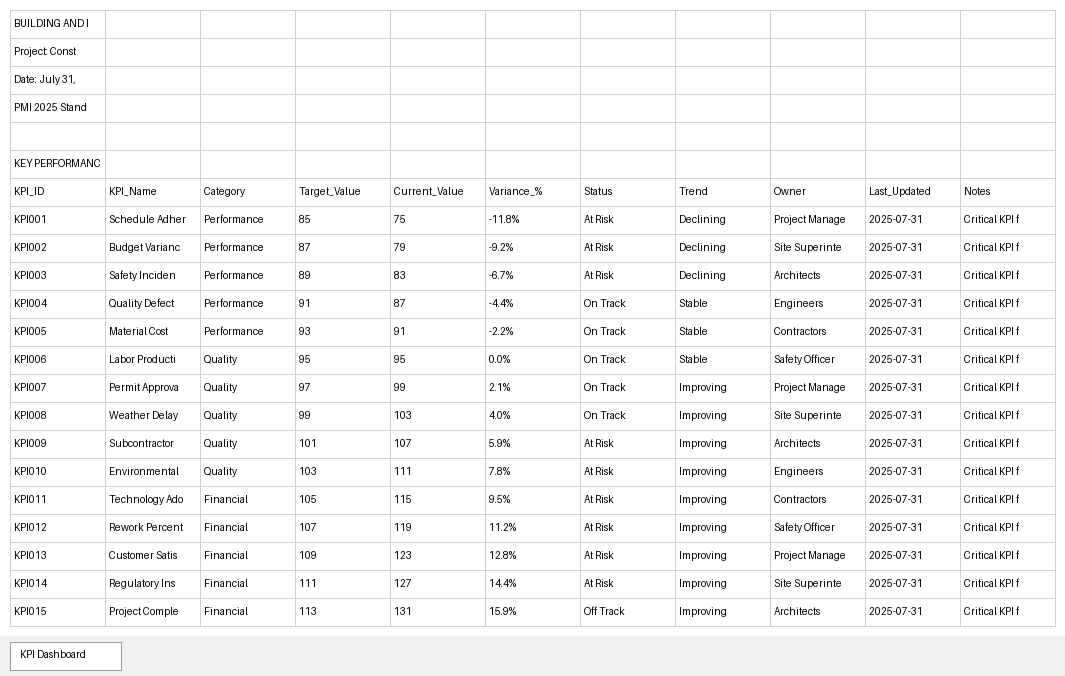 BUILDING AND I
Project: Const
Date: July 31,
PMI 2025 Stand
KEY PERFORMANC
KPI_ID KPI_Name Category Target_Value Current_Value Variance_% Status Trend Owner Last_Updated Notes
KPI001 Schedule Adher Performance 85 75 -11.8% At Risk Declining Project Manage 2025-07-31 Critical KPI f
KPI002 Budget Varianc Performance 87 79 -9.2% At Risk Declining Site Superinte 2025-07-31 Critical KPI f
KPI003 Safety Inciden Performance 89 83 -6.7% At Risk Declining Architects 2025-07-31 Critical KPI f
KPI004 Quality Defect Performance 91 87 -4.4% On Track Stable Engineers 2025-07-31 Critical KPI f
KPI005 Material Cost Performance 93 91 -2.2% On Track Stable Contractors 2025-07-31 Critical KPI f
KPI006 Labor Producti Quality 95 95 0.0% On Track Stable Safety Officer 2025-07-31 Critical KPI f
KPI007 Permit Approva Quality 97 99 2.1% On Track Improving Project Manage 2025-07-31 Critical KPI f
KPI008 Weather Delay Quality 99 103 4.0% On Track Improving Site Superinte 2025-07-31 Critical KPI f
KPI009 Subcontractor Quality 101 107 5.9% At Risk Improving Architects 2025-07-31 Critical KPI f
KPI010 Environmental Quality 103 111 7.8% At Risk Improving Engineers 2025-07-31 Critical KPI f
KPI011 Technology Ado Financial 105 115 9.5% At Risk Improving Contractors 2025-07-31 Critical KPI f
KPI012 Rework Percent Financial 107 119 11.2% At Risk Improving Safety Officer 2025-07-31 Critical KPI f
KPI013 Customer Satis Financial 109 123 12.8% At Risk Improving Project Manage 2025-07-31 Critical KPI f
KPI014 Regulatory Ins Financial 111 127 14.4% At Risk Improving Site Superinte 2025-07-31 Critical KPI f
KPI015 Project Comple Financial 113 131 15.9% Off Track Improving Architects 2025-07-31 Critical KPI f
KPI Dashboard